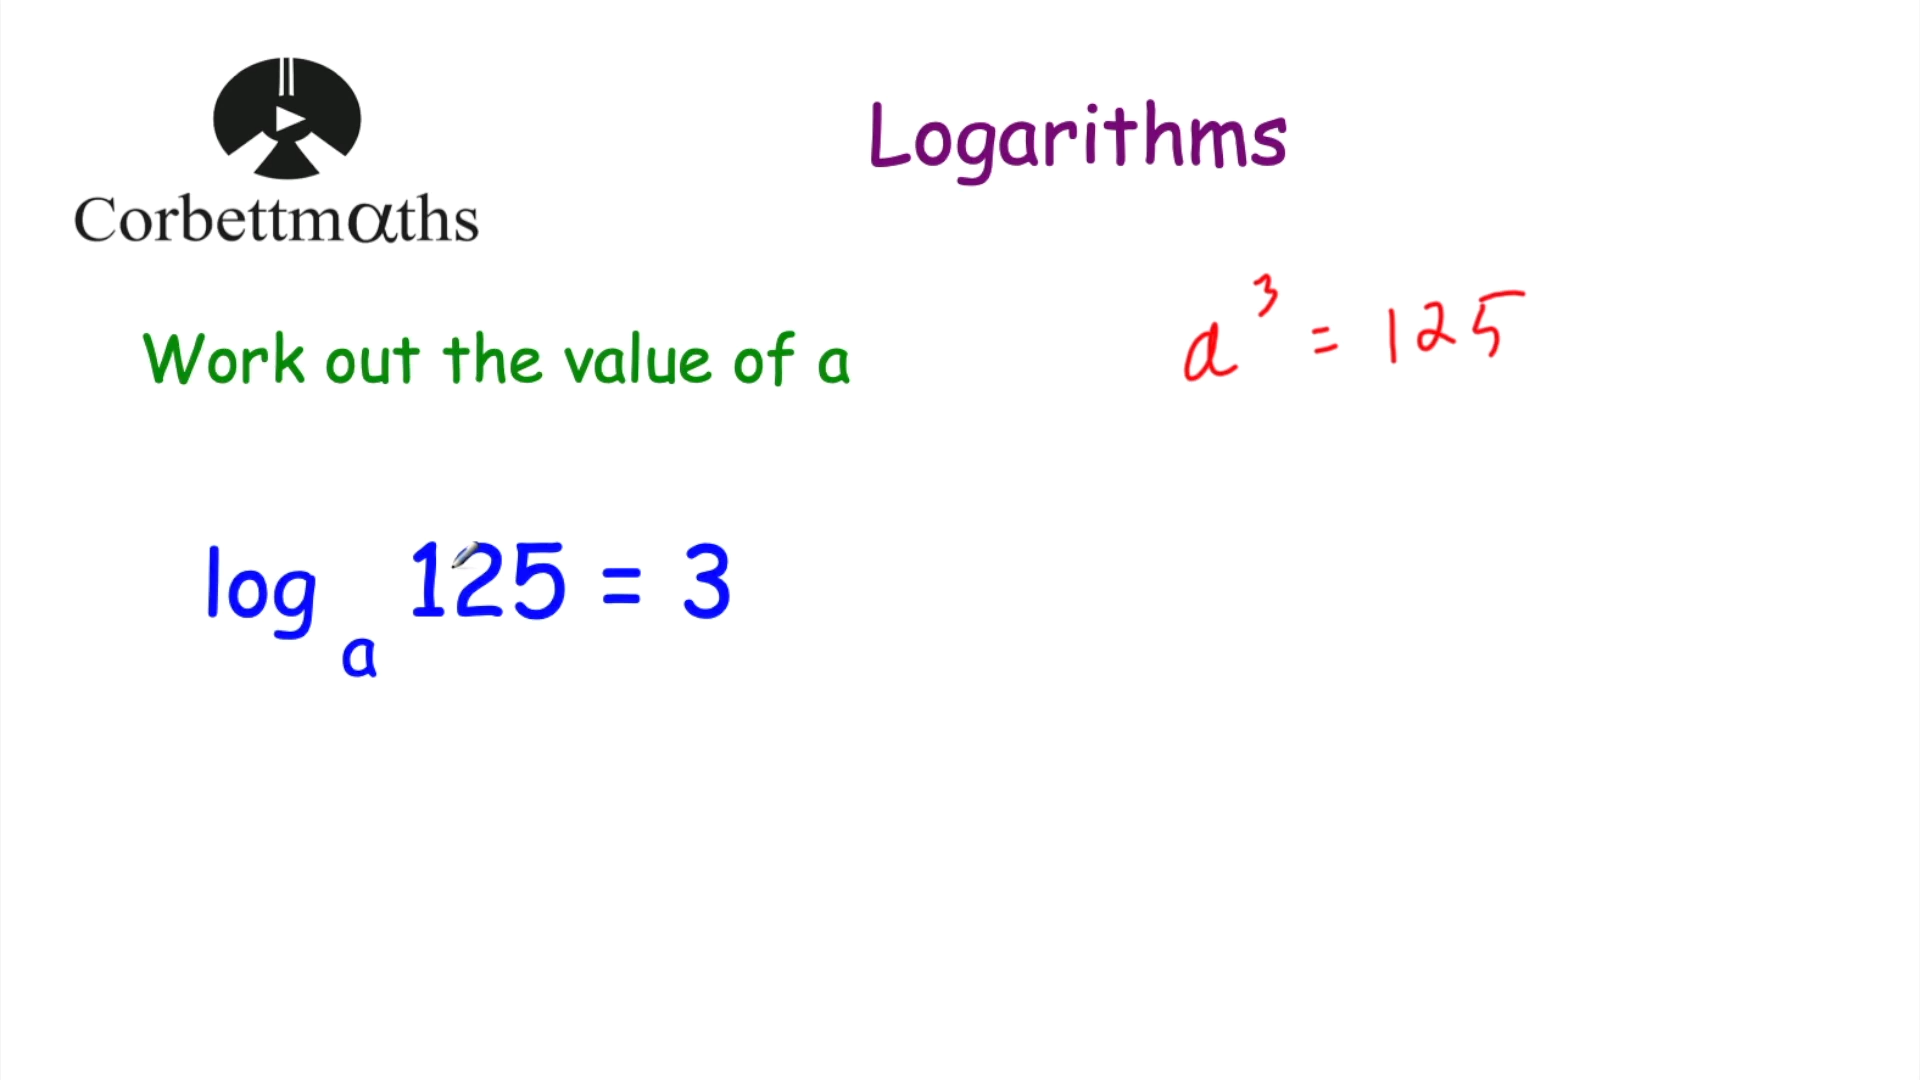 Logarithms
Corbettmαths
a³ = 125
Work out the value of a
logₐ 125 = 3